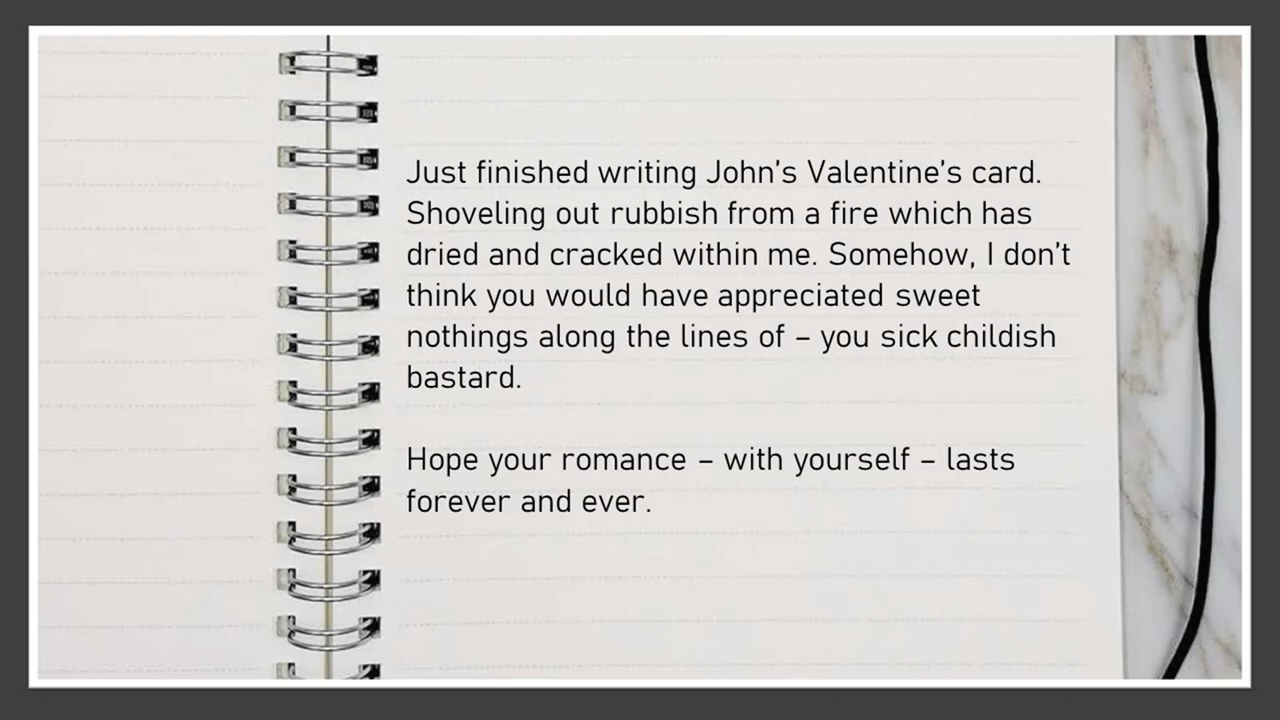 Just finished writing John's Valentine's card.
Shoveling out rubbish from a fire which has
dried and cracked within me. Somehow, I don't
think you would have appreciated sweet
nothings along the lines of – you sick childish
bastard.
Hope your romance – with yourself – lasts
forever and ever.